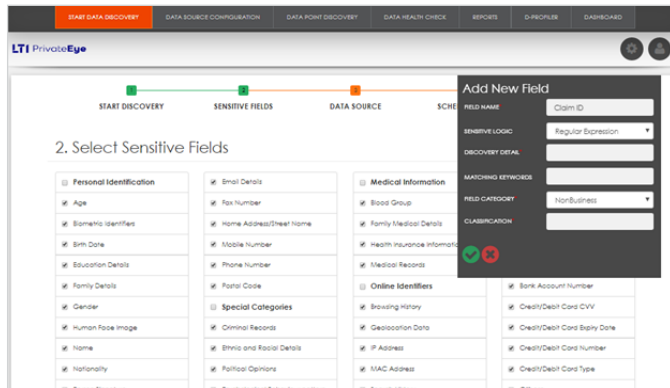 START DATA DISCOVERY
DATA SOURCE CONFIGURATION
DATA POINT DISCOVERY
DATA HEALTH CHECK
REPORTS
D-PROFILER
DASHBOARD
LTI PrivateEye
1
2
3
START DISCOVERY
SENSITIVE FIELDS
DATA SOURCE
SCHE
2. Select Sensitive Fields
Personal Identification
Age
Biometric Identifiers
Birth Date
Education Details
Family Details
Gender
Human Face Image
Name
Nationality
Email Details
Fax Number
Home Address/Street Name
Mobile Number
Phone Number
Postal Code
Special Categories
Criminal Records
Ethnic and Racial Details
Political Opinions
Medical Information
Blood Group
Family Medical Details
Health Insurance Informatio
Medical Records
Online Identifiers
Browsing History
Geolocation Data
IP Address
MAC Address
Bank Account Number
Credit/Debit Card CVV
Credit/Debit Card Expiry Date
Credit/Debit Card Number
Credit/Debit Card Type
Add New Field
FIELD NAME*
Claim ID
SENSITIVE LOGIC
Regular Expression
DISCOVERY DETAIL*
MATCHING KEYWORDS
FIELD CATEGORY*
NonBusiness
CLASSIFICATION*